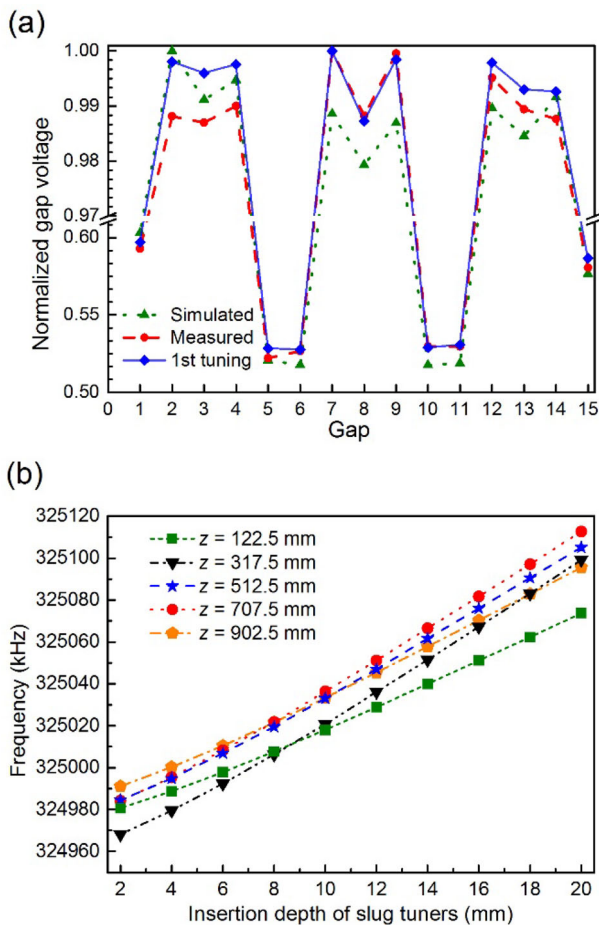 (a)
1.00
0.99
0.98
0.97
0.60
0.55
0.50
Normalized gap voltage
Simulated
Measured
1st tuning
0 1 2 3 4 5 6 7 8 9 10 11 12 13 14 15
Gap
(b)
325120
325100
325080
325060
325040
325020
325000
324980
324960
Frequency (kHz)
z = 122.5 mm
z = 317.5 mm
z = 512.5 mm
z = 707.5 mm
z = 902.5 mm
2 4 6 8 10 12 14 16 18 20
Insertion depth of slug tuners (mm)